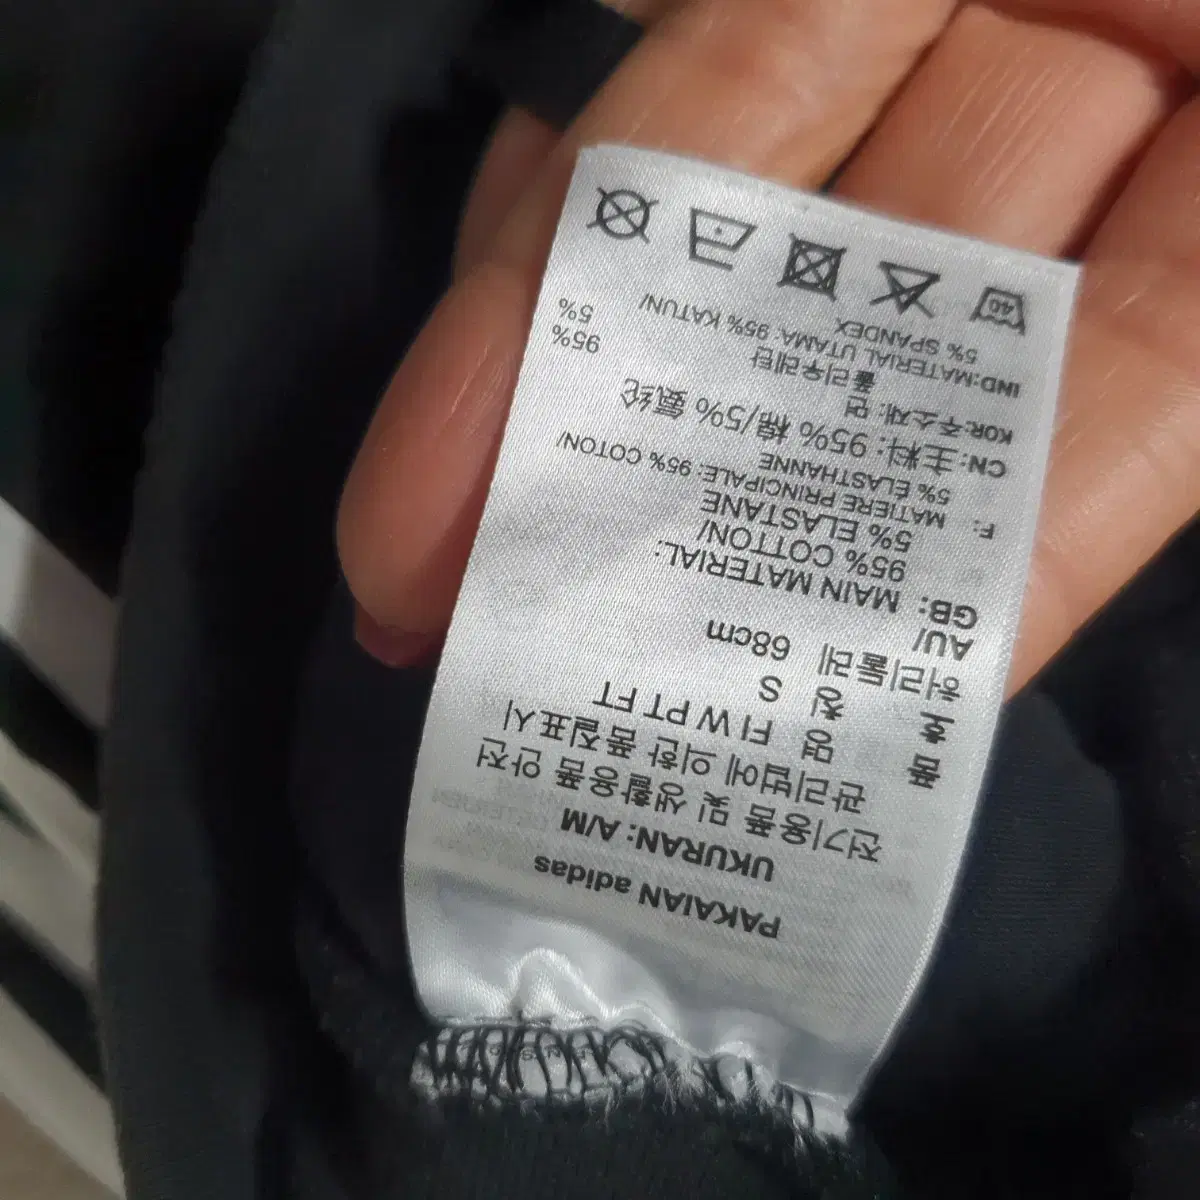 PAKAIAN adidas
UKURAN: A/M
전기용품 및 생활용품 안전
관리법에 의한 품질표시
품 명 FI W PT FT
호 칭 S
허리둘레 68cm
AU/
GB: MAIN MATERIAL:
95% COTTON/
5% ELASTANE
F: MATIERE PRINCIPALE: 95% COTON/
5% ELASTHANNE
CN: 主料: 95% 棉/5% 氨纶
KOR:주소재: 면 95%
폴리우레탄 5%
IND:MATERIAL UTAMA: 95% KATUN/
5% SPANDEX
40